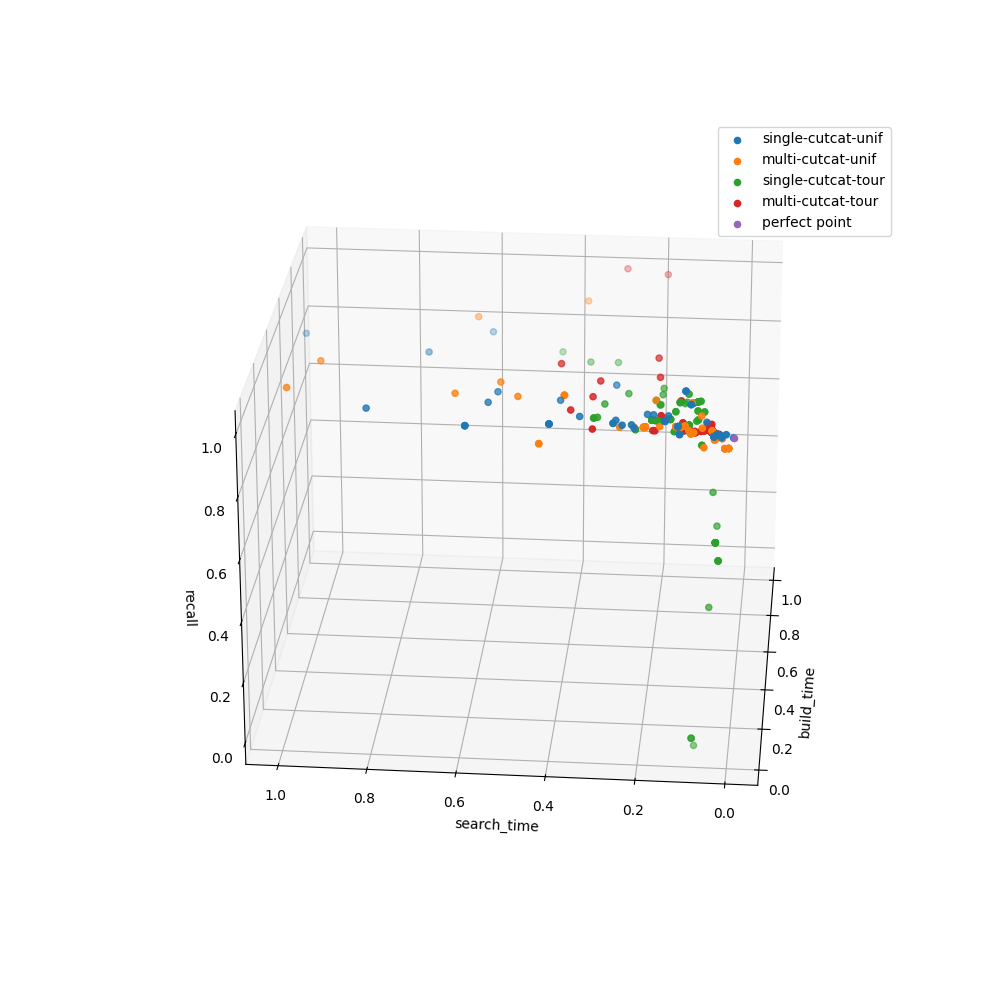 single-cutcat-unif
multi-cutcat-unif
single-cutcat-tour
multi-cutcat-tour
perfect point
1.0
0.8
0.6
0.4
0.2
0.0
recall
1.0
0.8
0.6
0.4
0.2
0.0
search_time
1.0
0.8
0.6
0.4
0.2
0.0
build_time